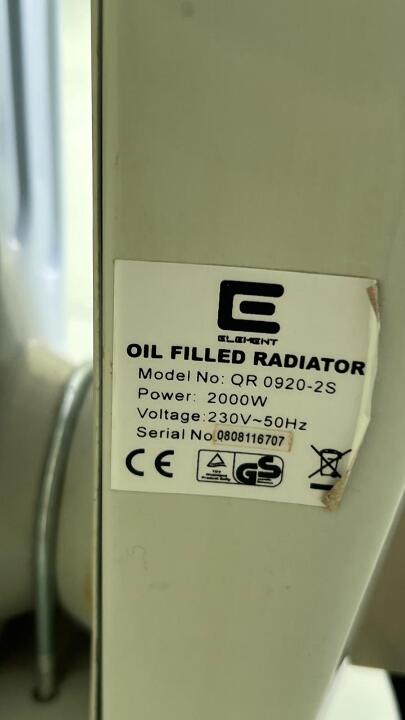 ELEMENT
OIL FILLED RADIATOR
Model No: QR 0920-2S
Power: 2000W
Voltage:230V~50Hz
Serial No 0808116707
CE
GS